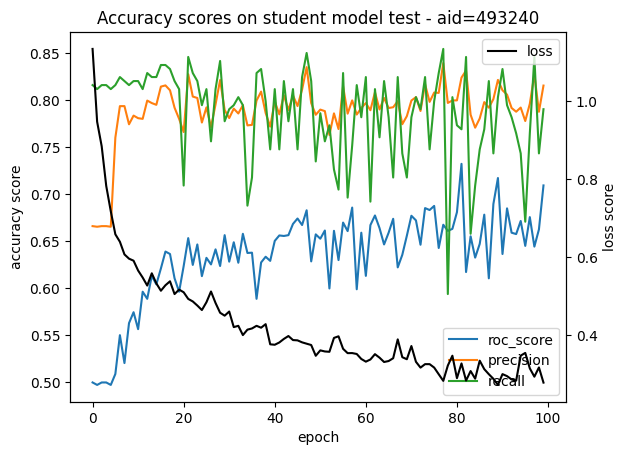 Accuracy scores on student model test - aid=493240
loss
0.85
0.80
0.75
0.70
0.65
0.60
0.55
0.50
accuracy score
1.0
0.8
0.6
0.4
loss score
roc_score
precision
recall
0
20
40
60
80
100
epoch